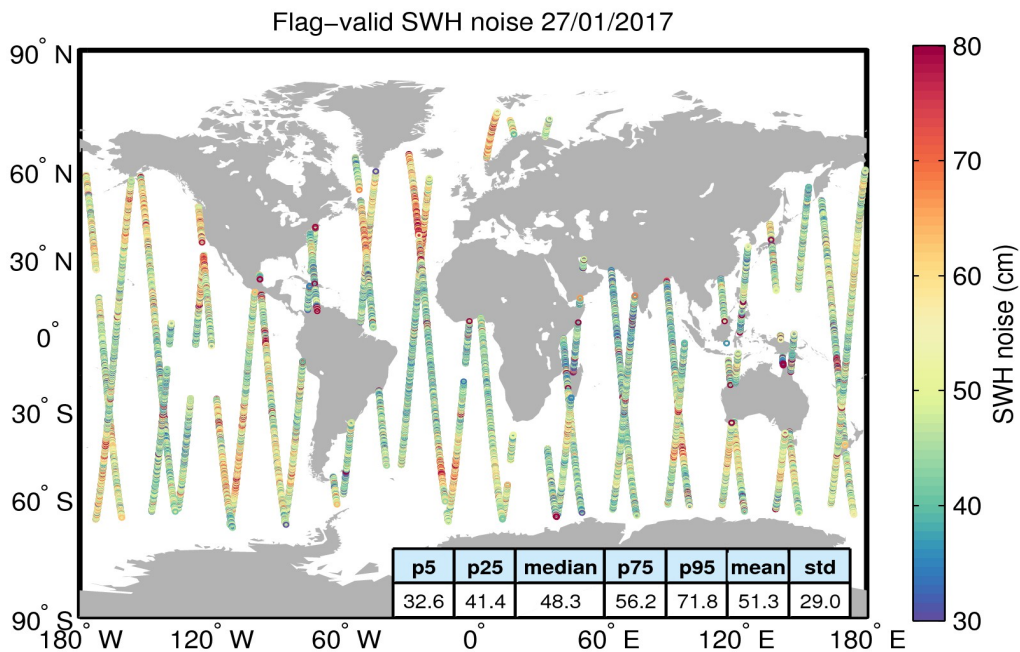 Flag−valid SWH noise 27/01/2017
90° N
60° N
30° N
0°
30° S
60° S
90° S
180° W
120° W
60° W
0°
60° E
120° E
180° E
p5 p25 median p75 p95 mean std
32.6 41.4 48.3 56.2 71.8 51.3 29.0
80
70
60
50
40
30
SWH noise (cm)